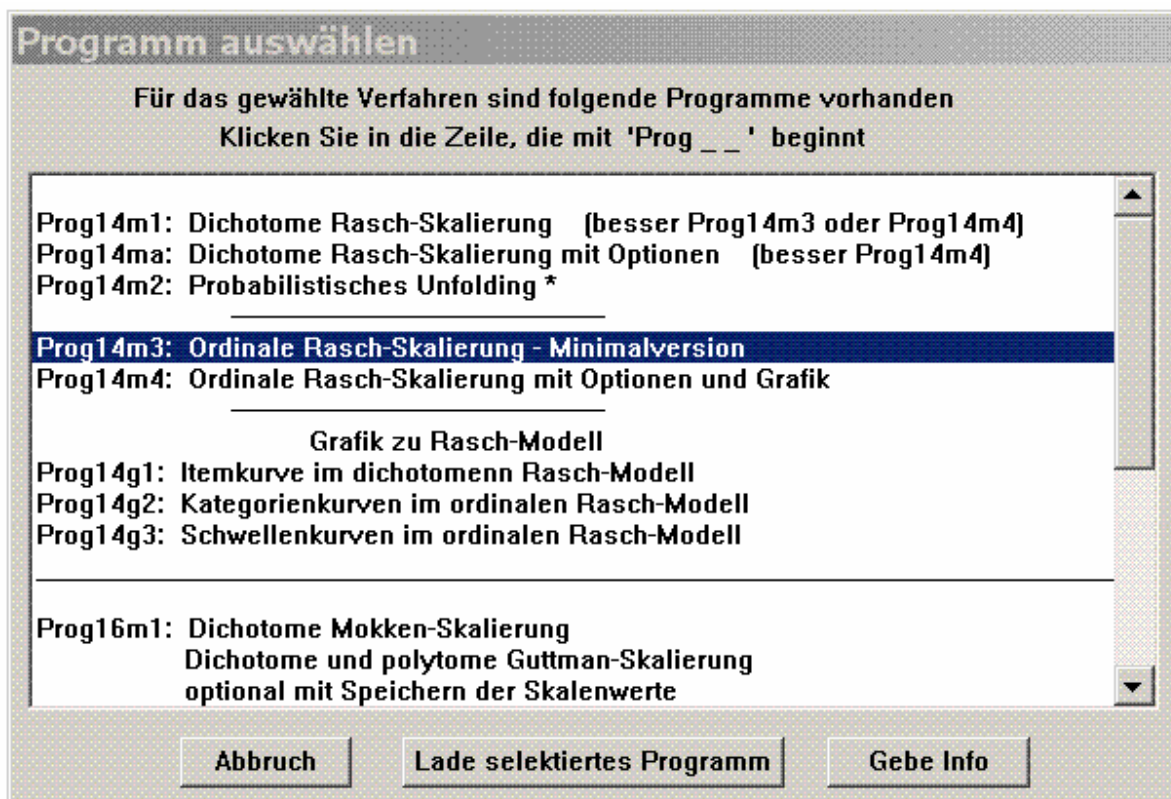 Programm auswählen
Für das gewählte Verfahren sind folgende Programme vorhanden
Klicken Sie in die Zeile, die mit 'Prog _ _ ' beginnt
Prog14m1: Dichotome Rasch-Skalierung (besser Prog14m3 oder Prog14m4)
Prog14ma: Dichotome Rasch-Skalierung mit Optionen (besser Prog14m4)
Prog14m2: Probabilistisches Unfolding *
Prog14m3: Ordinale Rasch-Skalierung - Minimalversion
Prog14m4: Ordinale Rasch-Skalierung mit Optionen und Grafik
Grafik zu Rasch-Modell
Prog14g1: Itemkurve im dichotomenn Rasch-Modell
Prog14g2: Kategorienkurven im ordinalen Rasch-Modell
Prog14g3: Schwellenkurven im ordinalen Rasch-Modell
Prog16m1: Dichotome Mokken-Skalierung
Dichotome und polytome Guttman-Skalierung
optional mit Speichern der Skalenwerte
Abbruch Lade selektiertes Programm Gebe Info